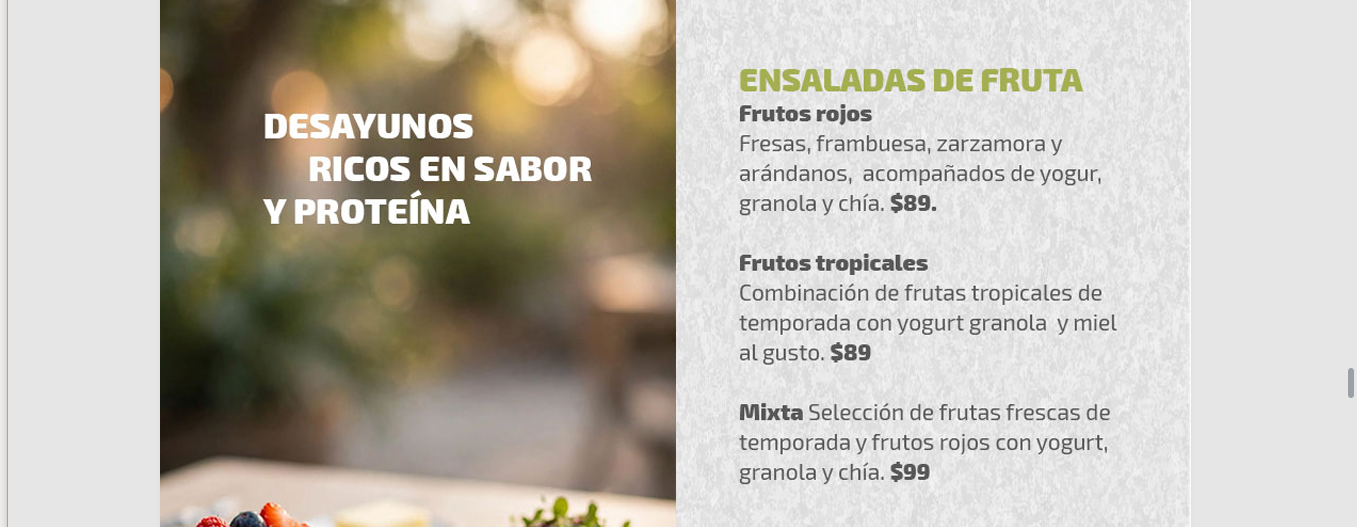 DESAYUNOS
RICOS EN SABOR
Y PROTEÍNA
ENSALADAS DE FRUTA
Frutos rojos
Fresas, frambuesa, zarzamora y
arándanos,  acompañados de yogur,
granola y chía. $89.
Frutos tropicales
Combinación de frutas tropicales de
temporada con yogurt granola  y miel
al gusto. $89
Mixta Selección de frutas frescas de
temporada y frutos rojos con yogurt,
granola y chía. $99